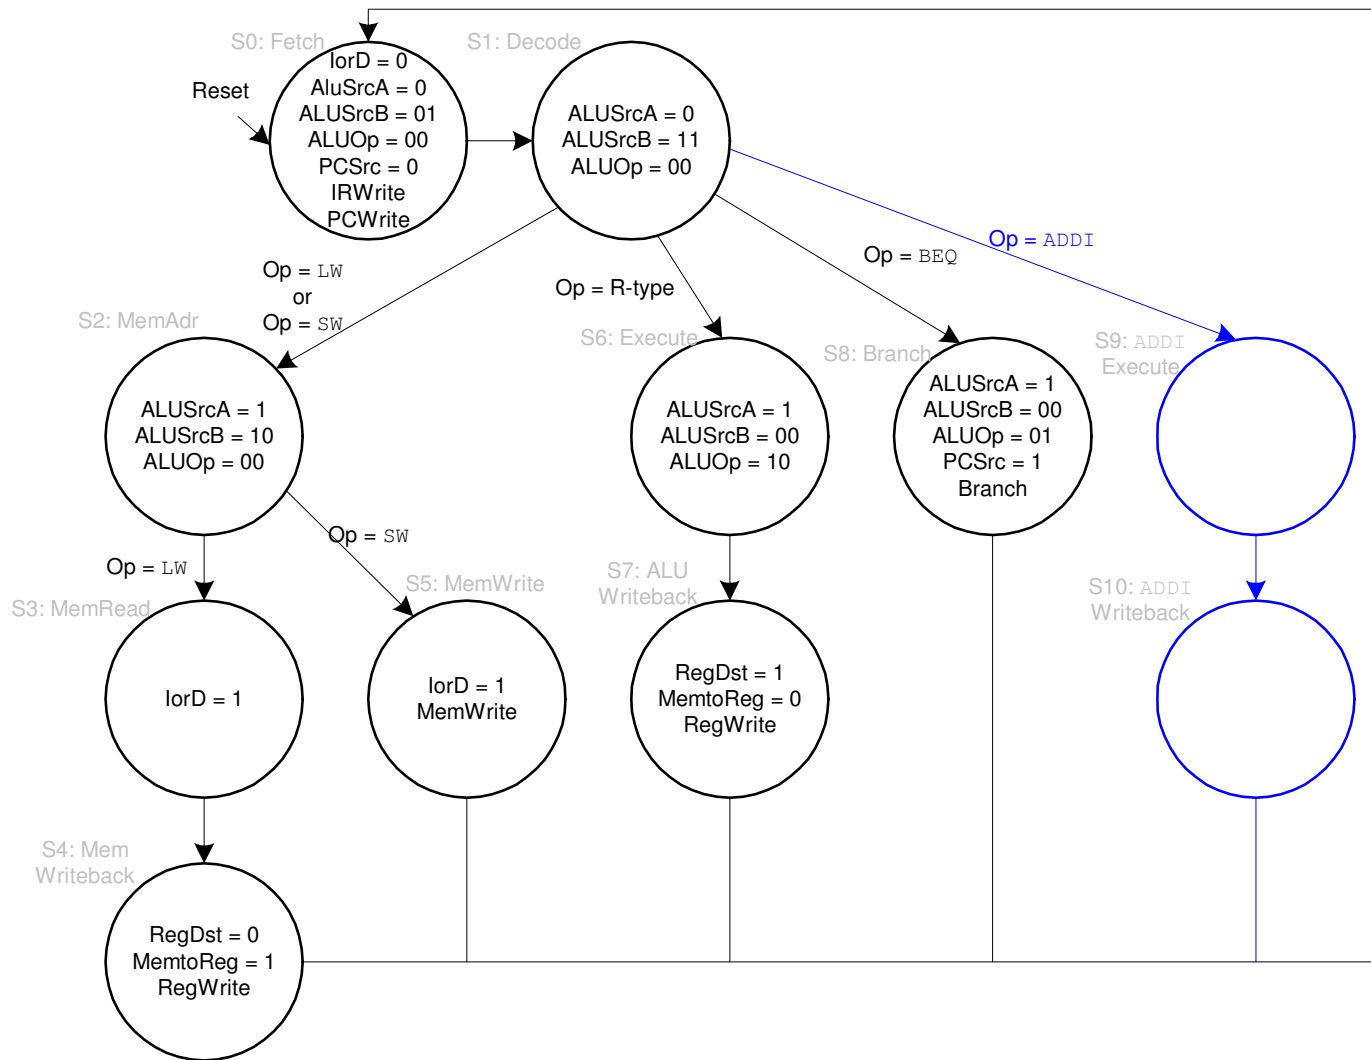 S0: Fetch
IorD = 0
AluSrcA = 0
ALUSrcB = 01
ALUOp = 00
PCSrc = 0
IRWrite
PCWrite
Reset
S1: Decode
ALUSrcA = 0
ALUSrcB = 11
ALUOp = 00
Op = LW
or
Op = SW
Op = R-type
Op = BEQ
Op = ADDI
S2: MemAdr
ALUSrcA = 1
ALUSrcB = 10
ALUOp = 00
S6: Execute
ALUSrcA = 1
ALUSrcB = 00
ALUOp = 10
S8: Branch
ALUSrcA = 1
ALUSrcB = 00
ALUOp = 01
PCSrc = 1
Branch
S9: ADDI
Execute
Op = LW
Op = SW
S3: MemRead
IorD = 1
S5: MemWrite
IorD = 1
MemWrite
S7: ALU
Writeback
RegDst = 1
MemtoReg = 0
RegWrite
S10: ADDI
Writeback
S4: Mem
Writeback
RegDst = 0
MemtoReg = 1
RegWrite